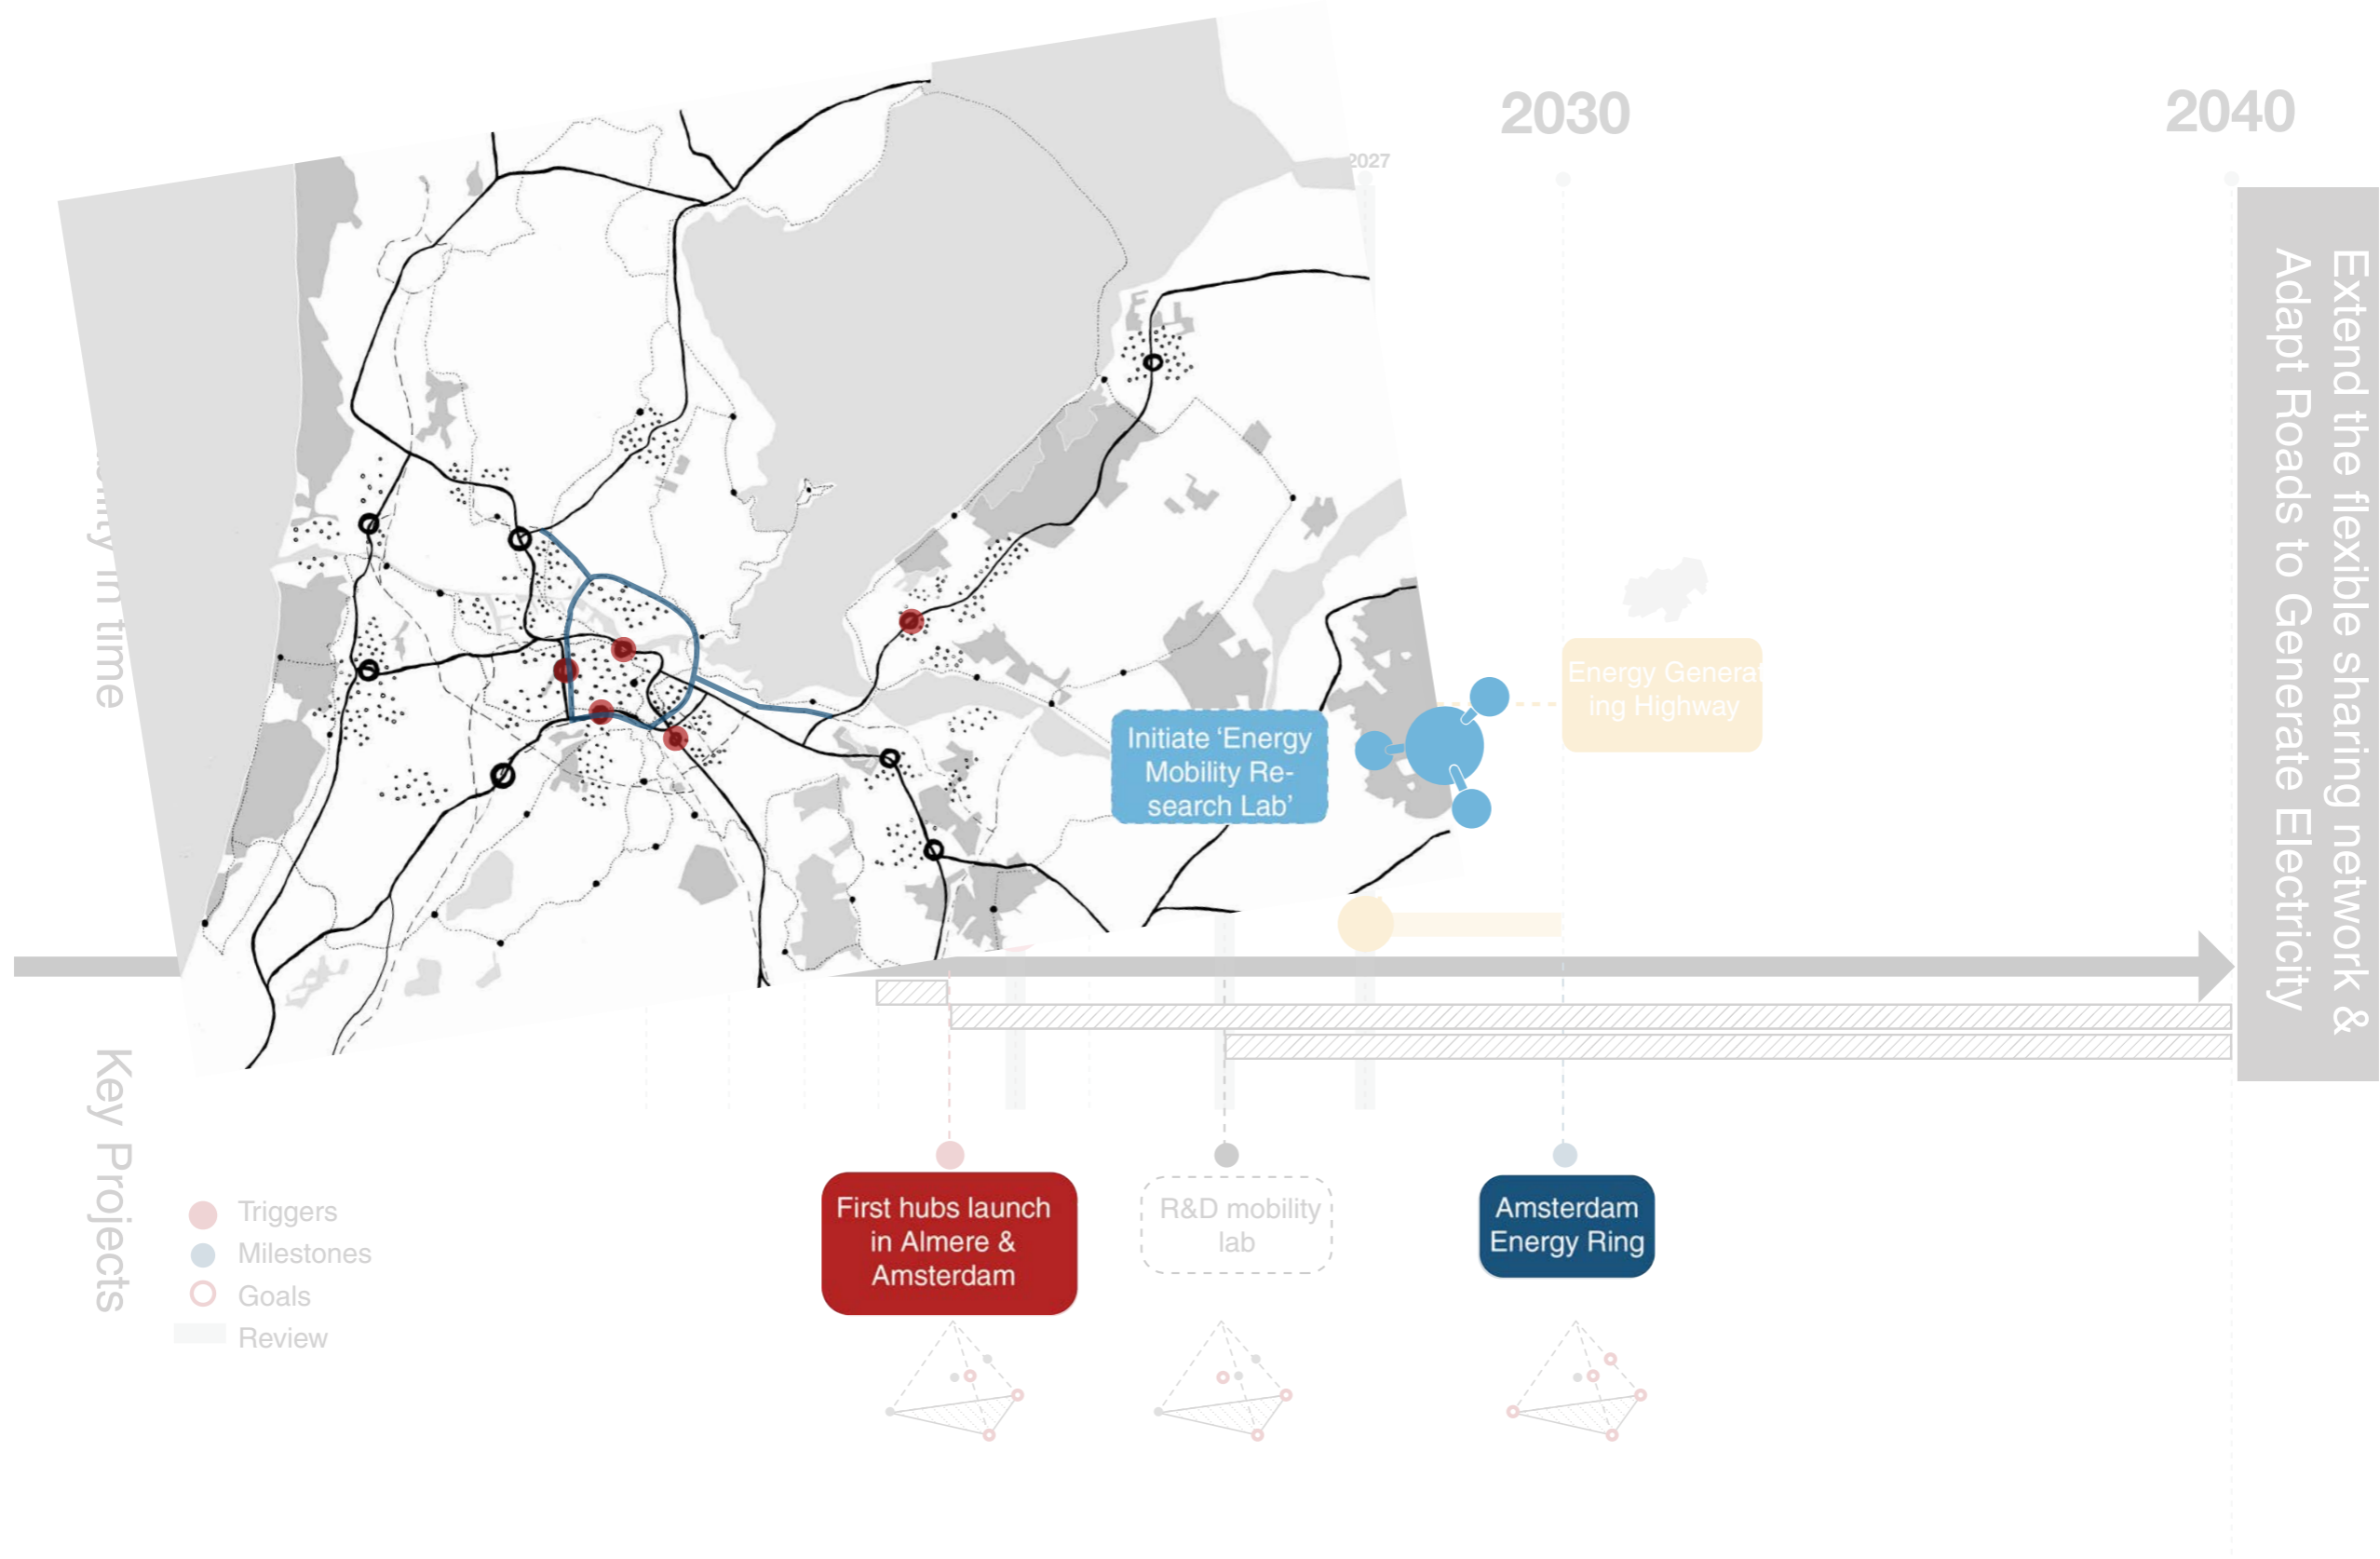 2030
2040
2027
Extend the flexible sharing network &
Adapt Roads to Generate Electricity
in time
Energy Generat
ing Highway
Initiate ‘Energy
Mobility Re-
search Lab’
Key Projects
Triggers
Milestones
Goals
Review
First hubs launch
in Almere &
Amsterdam
R&D mobility
lab
Amsterdam
Energy Ring